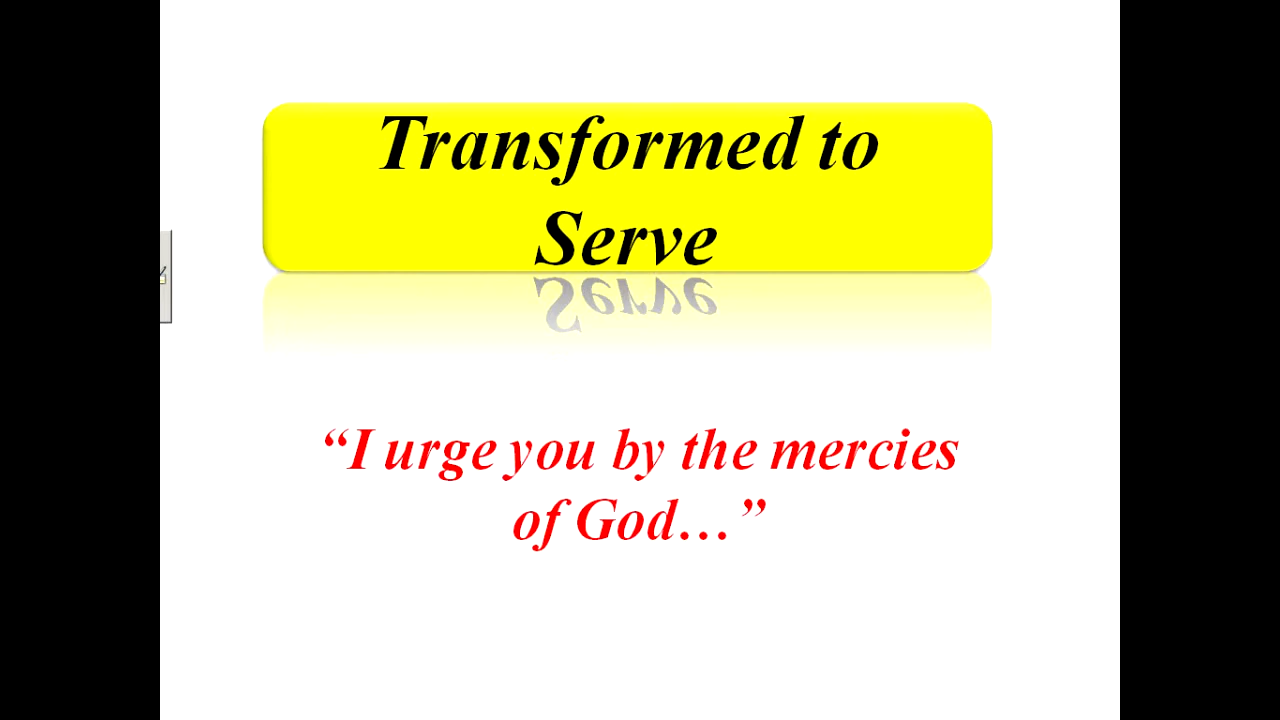 Transformed to
Serve
“I urge you by the mercies
of God…”